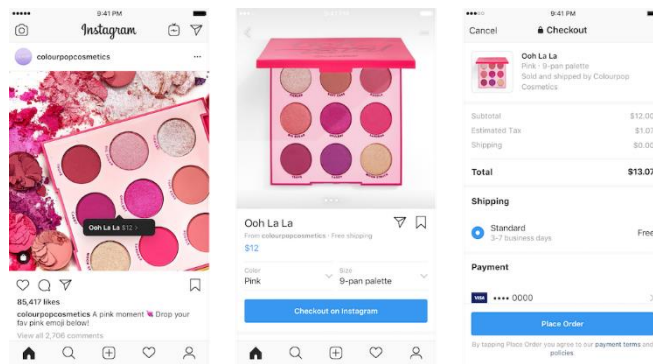 9:41 PM
Instagram
colourpopcosmetics
Ooh La La $12 >
85,417 likes
colourpopcosmetics A pink moment 💘 Drop your
fav pink emoji below!
View all 2,706 comments
Ooh La La
From colourpopcosmetics · Free shipping
$12
Color
Pink
Size
9-pan palette
Checkout on Instagram
9:41 PM
Cancel
Checkout
Ooh La La
Pink · 9-pan palette
Sold and shipped by Colourpop
Cosmetics
Subtotal
$12.00
Estimated Tax
$1.07
Shipping
$0.00
Total
$13.07
Shipping
Standard
3-7 business days
Free
Payment
VISA •••• 0000
Place Order
By tapping Place Order you agree to our payment terms and
policies.